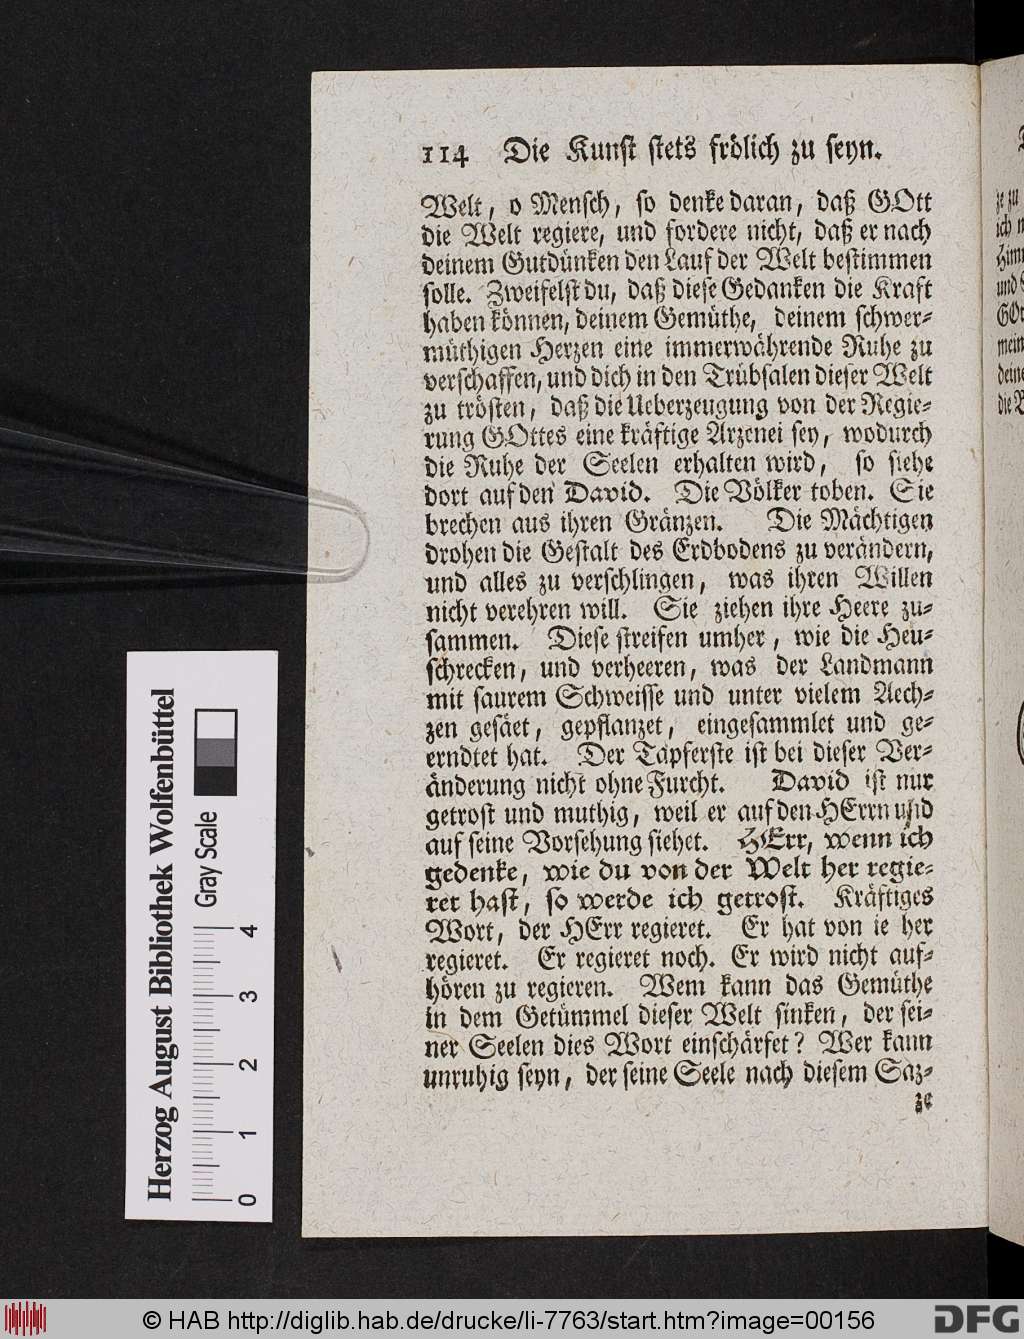 114 Die Kunst stets frölich zu seyn.
Welt, o Mensch, so denke daran, daß GOtt
die Welt regiere, und fordere nicht, daß er nach
deinem Gutdünken den Lauf der Welt bestimmen
solle. Zweifelst du, daß diese Gedanken die Kraft
haben können, deinem Gemüthe, deinem schwer-
müthigen Herzen eine immerwährende Ruhe zu
verschaffen, und dich in den Trübsalen dieser Welt
zu trösten, daß die Ueberzeugung von der Regie-
rung GOttes eine kräftige Arzenei sey, wodurch
die Ruhe der Seelen erhalten wird, so siehe
dort auf den David. Die Völker toben. Sie
brechen aus ihren Gränzen. Die Mächtigen
drohen die Gestalt des Erdbodens zu verändern,
und alles zu verschlingen, was ihren Willen
nicht verehren will. Sie ziehen ihre Heere zu-
sammen. Diese streifen umher, wie die Heu-
schrecken, und verheeren, was der Landmann
mit saurem Schweisse und unter vielem Aech-
zen gesäet, gepflanzet, eingesammlet und ge-
erndtet hat. Der Tapferste ist bei dieser Ver-
änderung nicht ohne Furcht. David ist nur
getrost und muthig, weil er auf den HErrn und
auf seine Vorsehung siehet. HErr, wenn ich
gedenke, wie du von der Welt her regie-
ret hast, so werde ich getrost. Kräftiges
Wort, der HErr regieret. Er hat von ie her
regieret. Er regieret noch. Er wird nicht auf-
hören zu regieren. Wem kann das Gemüthe
in dem Getümmel dieser Welt sinken, der sei-
ner Seelen dies Wort einschärfet? Wer kann
unruhig seyn, der seine Seele nach diesem Saz-
ze
ze zu
ich
und
die
Herzog August Bibliothek Wolfenbüttel
Gray Scale
0 1 2 3 4
© HAB http://diglib.hab.de/drucke/li-7763/start.htm?image=00156
DFG